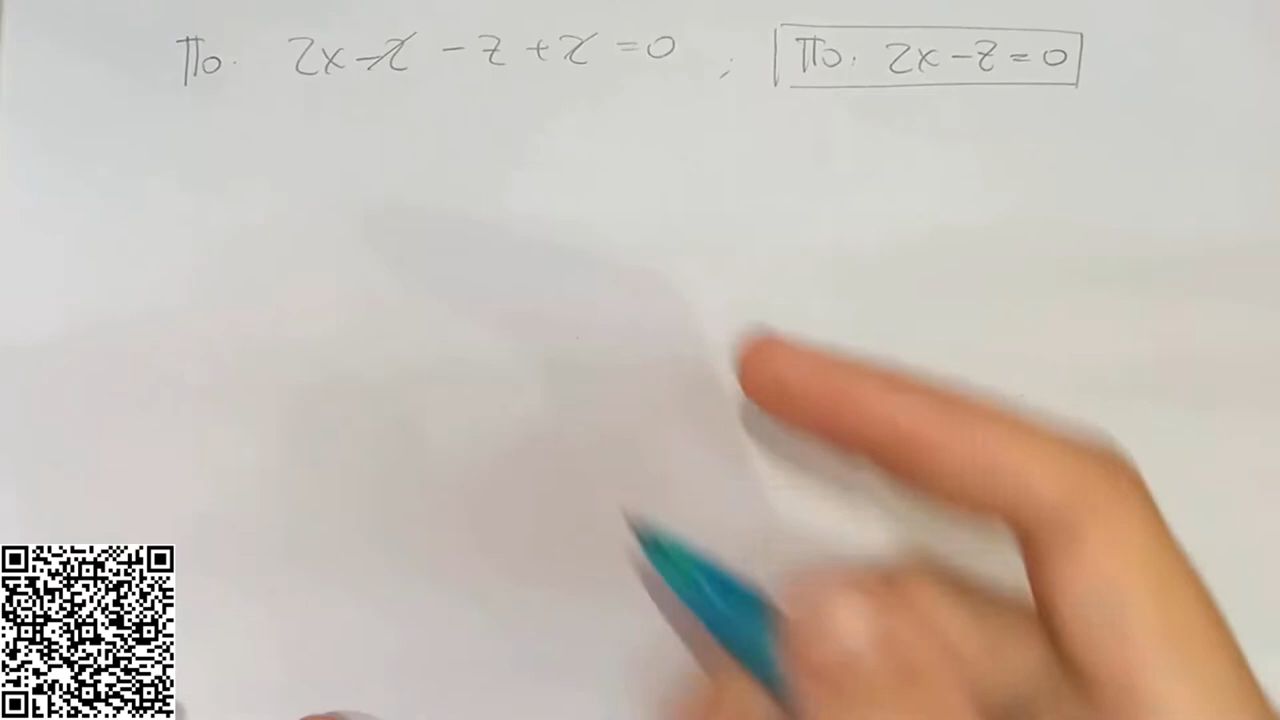 π₀. 2x - 2 - z + 2 = 0 ; π₀: 2x - z = 0